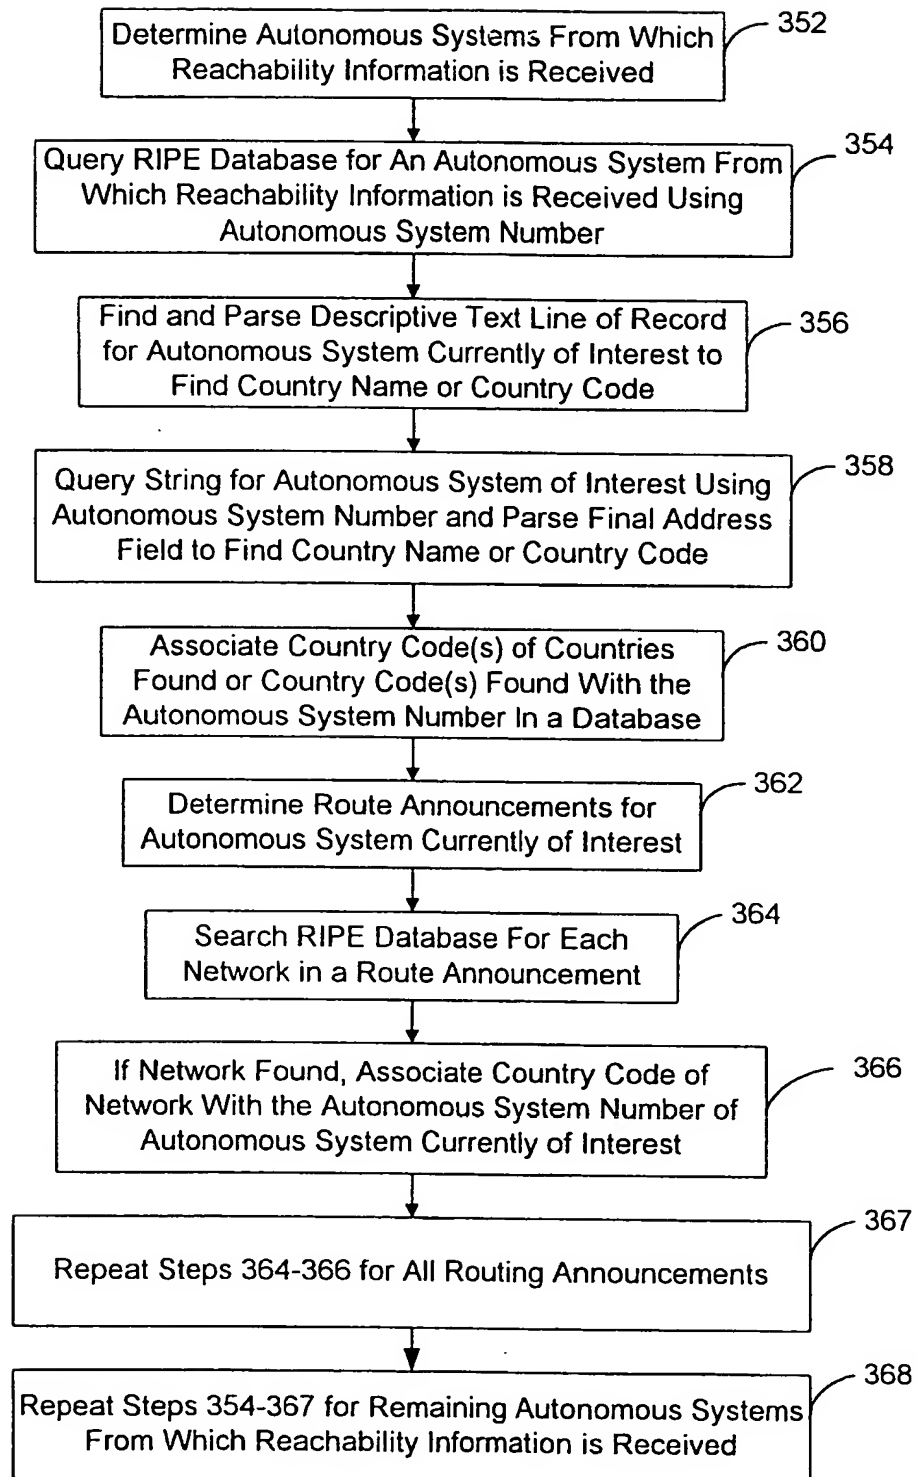 Determine Autonomous Systems From Which
Reachability Information is Received
352
Query RIPE Database for An Autonomous System From
Which Reachability Information is Received Using
Autonomous System Number
354
Find and Parse Descriptive Text Line of Record
for Autonomous System Currently of Interest to
Find Country Name or Country Code
356
Query String for Autonomous System of Interest Using
Autonomous System Number and Parse Final Address
Field to Find Country Name or Country Code
358
Associate Country Code(s) of Countries
Found or Country Code(s) Found With the
Autonomous System Number In a Database
360
Determine Route Announcements for
Autonomous System Currently of Interest
362
Search RIPE Database For Each
Network in a Route Announcement
364
If Network Found, Associate Country Code of
Network With the Autonomous System Number of
Autonomous System Currently of Interest
366
Repeat Steps 364-366 for All Routing Announcements
367
Repeat Steps 354-367 for Remaining Autonomous Systems
From Which Reachability Information is Received
368